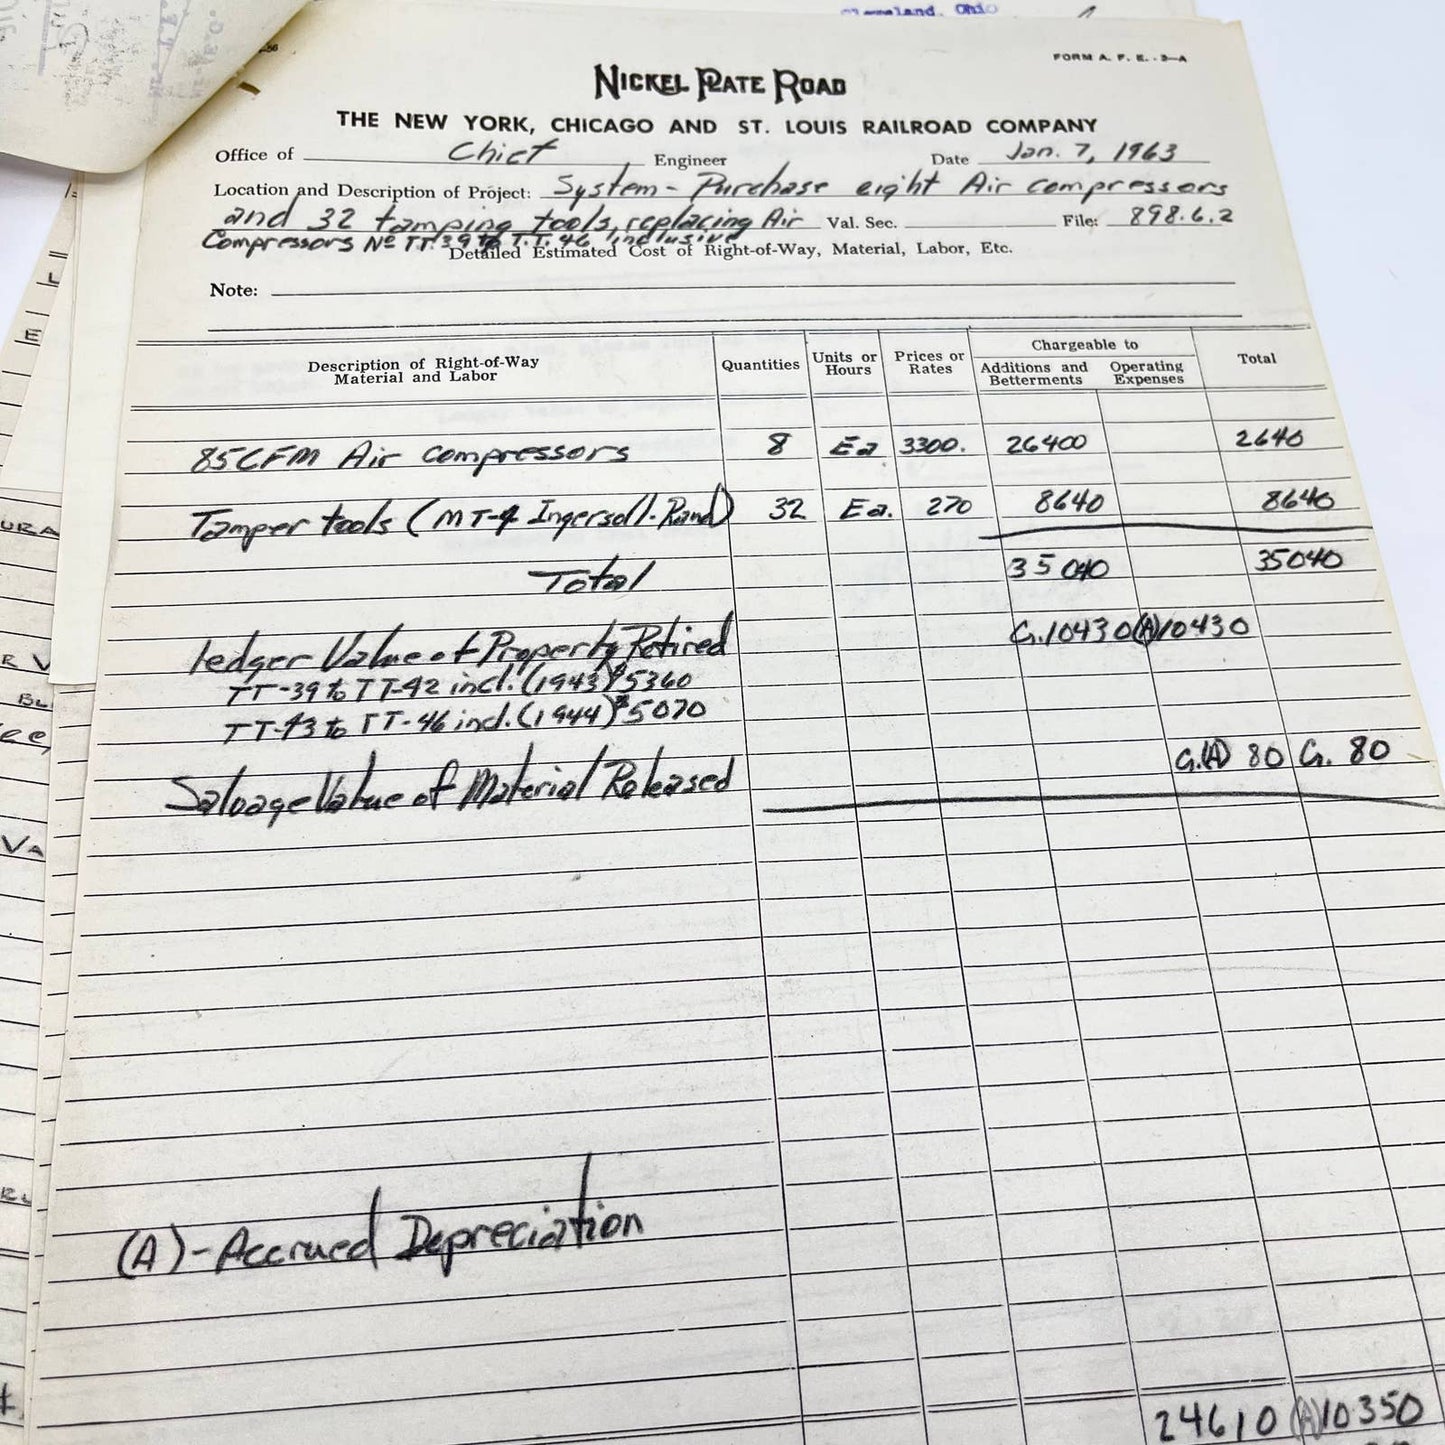 Cleveland, Ohio
FORM A. F. E. - 3-A
NICKEL PLATE ROAD
THE NEW YORK, CHICAGO AND ST. LOUIS RAILROAD COMPANY
Office of Chief Engineer Date Jan. 7, 1963
Location and Description of Project: System - Purchase eight Air compressors
and 32 tamping tools, replacing Air Val. Sec. File: 898.6.2
Compressors No TT.39 to T.T. 46 inclusive
Detailed Estimated Cost of Right-of-Way, Material, Labor, Etc.
Note:
Description of Right-of-Way Material and Labor Quantities Units or Hours Prices or Rates Chargeable to Additions and Betterments Operating Expenses Total
85 CFM Air compressors 8 Ea 3300. 26400 2640
Tamper tools (MT-4 Ingersoll-Rand) 32 Ea. 270 8640 8640
Total 35040 35040
ledger Value of Property Retired Cr. 10430 (A) 10430
TT-39 to TT-42 incl. (1943) $5360
TT-43 to TT-46 incl. (1944) $5070
Salvage Value of Material Released Cr. (A) 80 Cr. 80
(A) - Accrued Depreciation
24610 (A) 10350